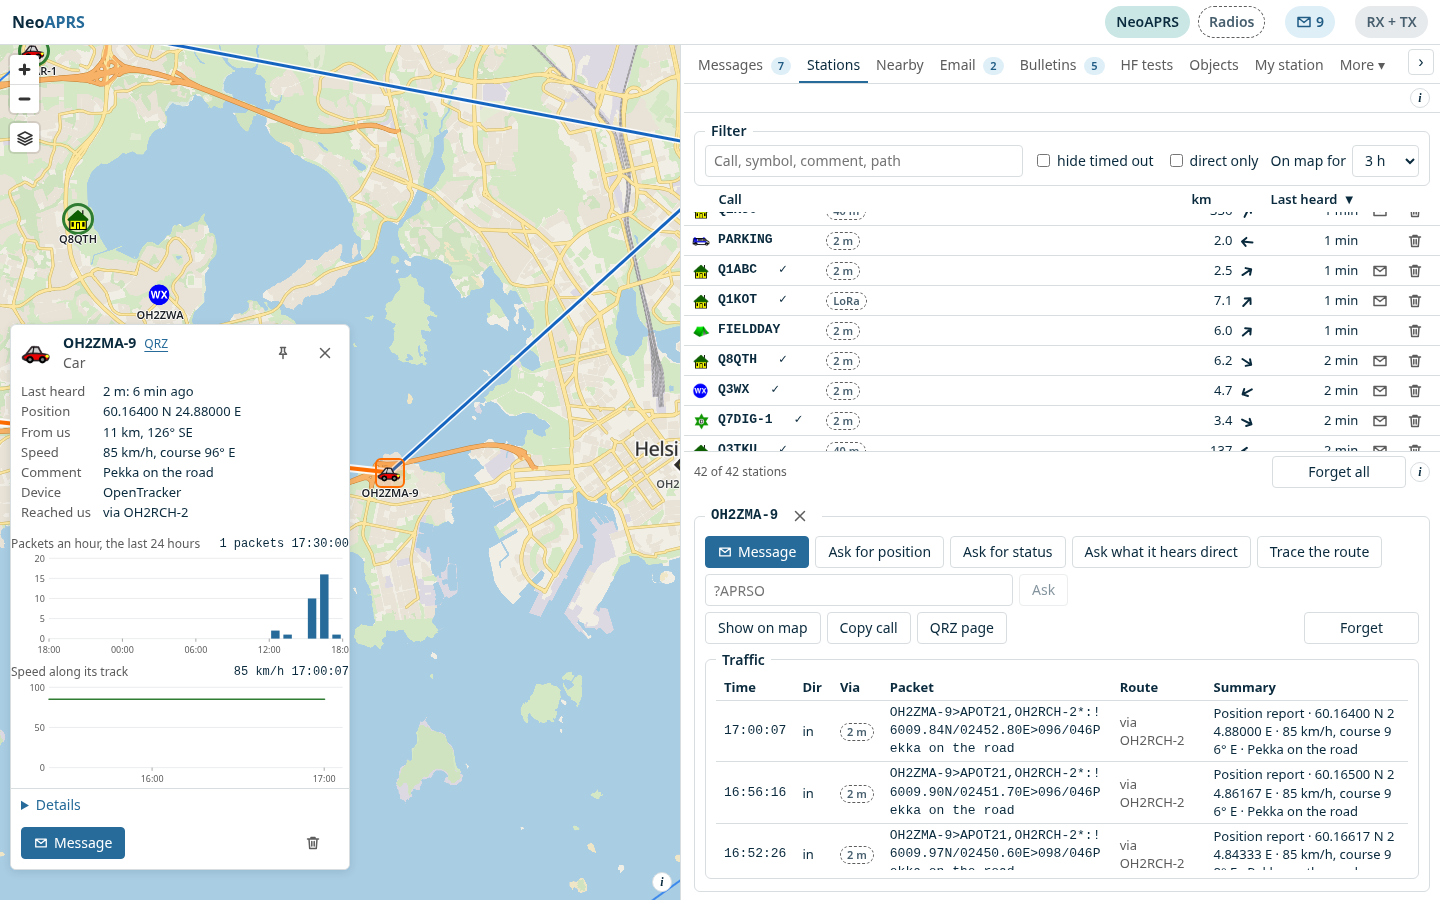 NeoAPRS
NeoAPRS
Radios
9
RX + TX
R-1
+
−
Q8QTH
WX
OH2ZWA
OH2ZMA-9
Helsi
OH2
i
OH2ZMA-9 QRZ
Car
Last heard 2 m: 6 min ago
Position 60.16400 N 24.88000 E
From us 11 km, 126° SE
Speed 85 km/h, course 96° E
Comment Pekka on the road
Device OpenTracker
Reached us via OH2RCH-2
Packets an hour, the last 24 hours 1 packets 17:30:00
20
15
10
5
0
18:00 00:00 06:00 12:00 18:0
Speed along its track 85 km/h 17:00:07
100
50
0
16:00 17:00
▶ Details
Message
Messages 7 Stations Nearby Email 2 Bulletins 5 HF tests Objects My station More ▾ ›
i
Filter
Call, symbol, comment, path hide timed out direct only On map for 3 h
Call km Last heard ▼
PARKING 2 m 2.0 1 min
Q1ABC ✓ 2 m 2.5 1 min
Q1KOT ✓ LoRa 7.1 1 min
FIELDDAY 2 m 6.0 1 min
Q8QTH ✓ 2 m 6.2 2 min
WX Q3WX ✓ 2 m 4.7 2 min
Q7DIG-1 ✓ 2 m 3.4 2 min
Q3TKU ✓ 40 m 137 2 min
42 of 42 stations Forget all i
OH2ZMA-9
Message Ask for position Ask for status Ask what it hears direct Trace the route
?APRSO Ask
Show on map Copy call QRZ page Forget
Traffic
Time Dir Via Packet Route Summary
17:00:07 in 2 m
OH2ZMA-9>APOT21,OH2RCH-2*:!
6009.84N/02452.80E>096/046P
ekka on the road
via
OH2RCH-2
Position report · 60.16400 N 2
4.88000 E · 85 km/h, course 9
6° E · Pekka on the road
16:56:16 in 2 m
OH2ZMA-9>APOT21,OH2RCH-2*:!
6009.90N/02451.70E>096/046P
ekka on the road
via
OH2RCH-2
Position report · 60.16500 N 2
4.86167 E · 85 km/h, course 9
6° E · Pekka on the road
16:52:26 in 2 m
OH2ZMA-9>APOT21,OH2RCH-2*:!
6009.97N/02450.60E>098/046P
ekka on the road
via
OH2RCH-2
Position report · 60.16617 N 2
4.84333 E · 85 km/h, course 9